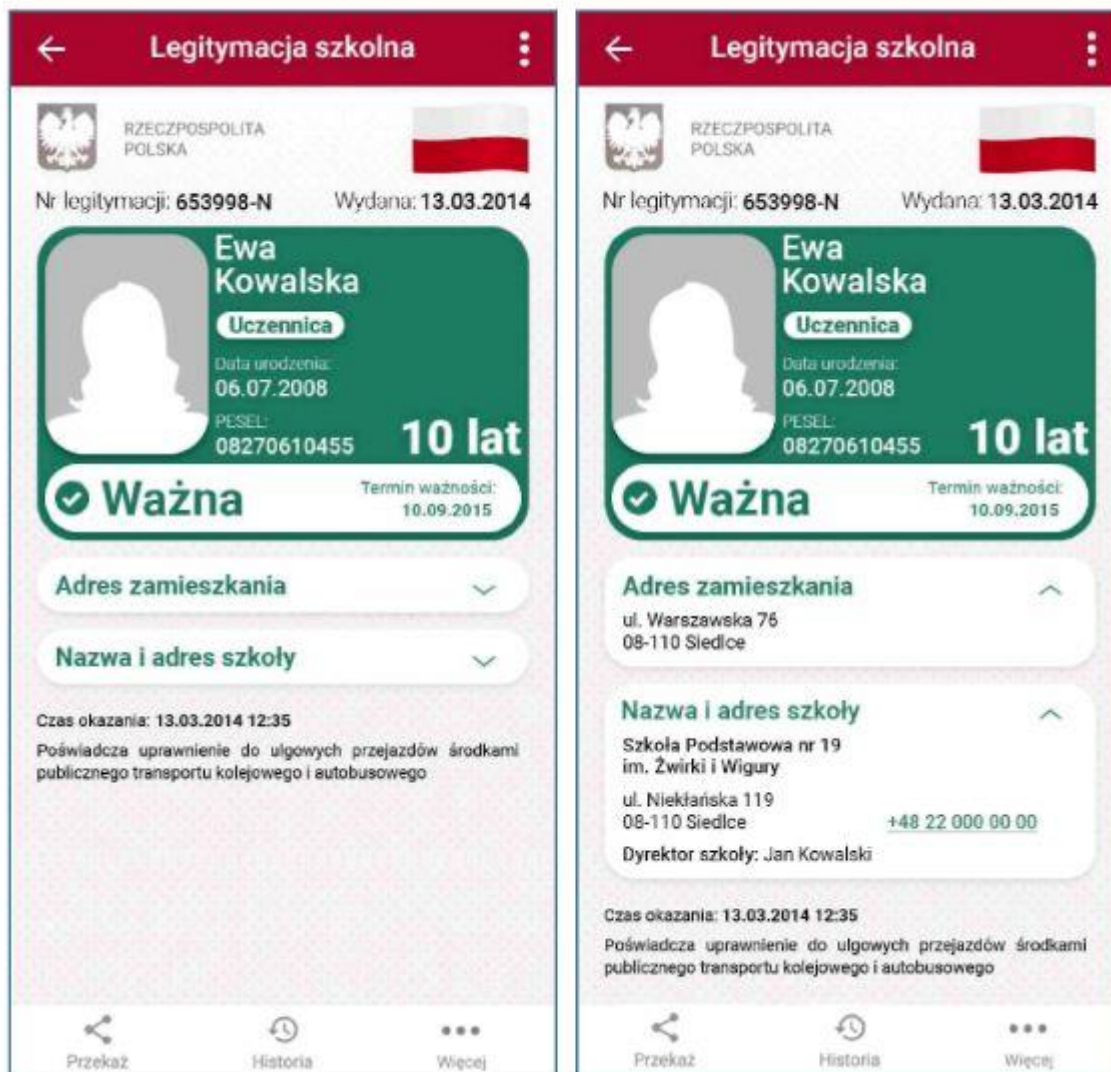 Legitymacja szkolna
RZECZPOSPOLITA
POLSKA
Nr legitymacji: 653998-N Wydana: 13.03.2014
Ewa
Kowalska
Uczennica
Data urodzenia:
06.07.2008
PESEL:
08270610455
10 lat
Ważna
Termin ważności:
10.09.2015
Adres zamieszkania
Nazwa i adres szkoły
Czas okazania: 13.03.2014 12:35
Poświadcza uprawnienie do ulgowych przejazdów środkami
publicznego transportu kolejowego i autobusowego
Przekaż Historia Więcej
Legitymacja szkolna
RZECZPOSPOLITA
POLSKA
Nr legitymacji: 653998-N Wydana: 13.03.2014
Ewa
Kowalska
Uczennica
Data urodzenia:
06.07.2008
PESEL:
08270610455
10 lat
Ważna
Termin ważności:
10.09.2015
Adres zamieszkania
ul. Warszawska 76
08-110 Siedlce
Nazwa i adres szkoły
Szkoła Podstawowa nr 19
im. Żwirki i Wigury
ul. Niekłańska 119
08-110 Siedlce +48 22 000 00 00
Dyrektor szkoły: Jan Kowalski
Czas okazania: 13.03.2014 12:35
Poświadcza uprawnienie do ulgowych przejazdów środkami
publicznego transportu kolejowego i autobusowego
Przekaż Historia Więcej